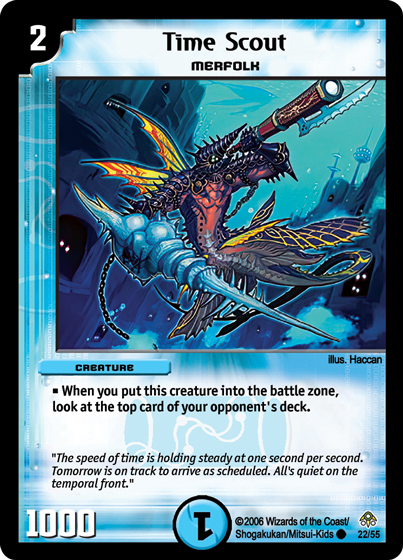 2
Time Scout
MERFOLK
illus. Haccan
CREATURE
▪ When you put this creature into the battle zone,
look at the top card of your opponent's deck.
"The speed of time is holding steady at one second per second.
Tomorrow is on track to arrive as scheduled. All's quiet on the
temporal front."
1000
1
©2006 Wizards of the Coast/
Shogakukan/Mitsui-Kids ● 22/55